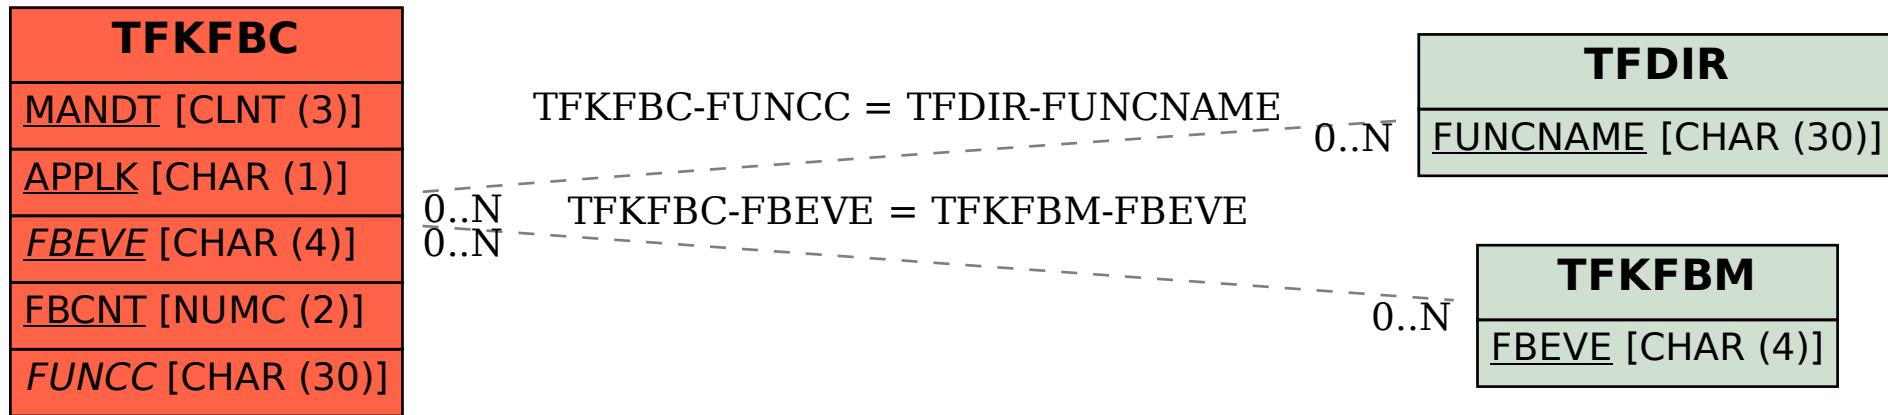 TFKFBC
MANDT [CLNT (3)]
APPLK [CHAR (1)]
FBEVE [CHAR (4)]
FBCNT [NUMC (2)]
FUNCC [CHAR (30)]
TFKFBC-FUNCC = TFDIR-FUNCNAME
0..N
0..N
TFKFBC-FBEVE = TFKFBM-FBEVE
0..N
0..N
TFDIR
FUNCNAME [CHAR (30)]
TFKFBM
FBEVE [CHAR (4)]